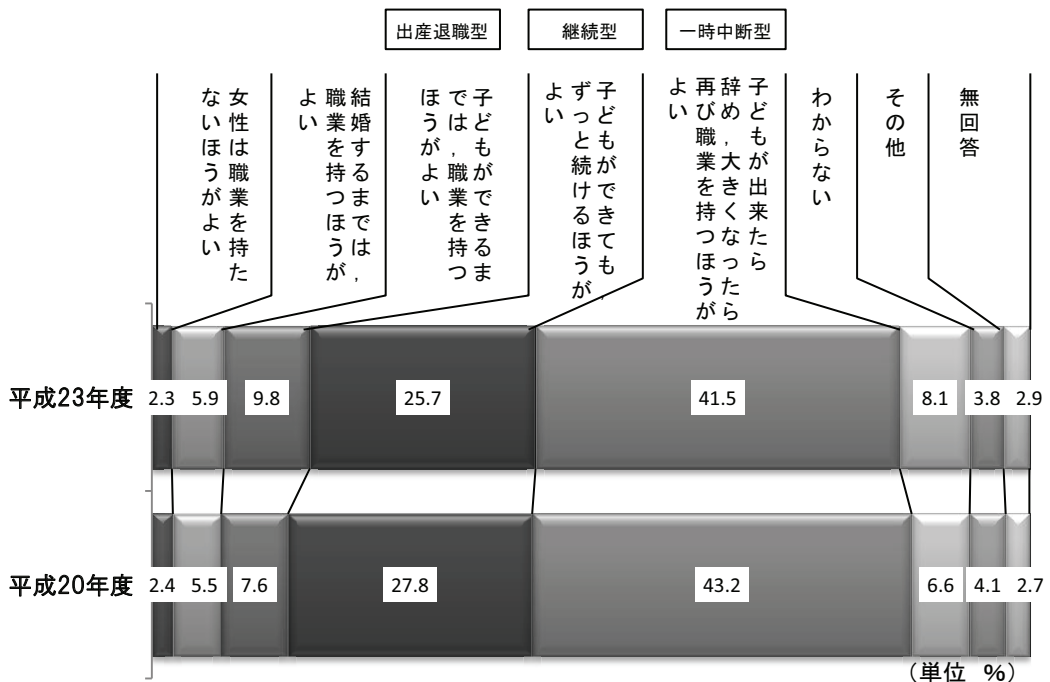 出産退職型
継続型
一時中断型
女性は職業を持た
ないほうがよい
結婚するまでは，
職業を持つほうが
よい
子どもができるま
では，職業を持つ
ほうがよい
子どもができても，
ずっと続けるほうが
よい
子どもが出来たら
辞め，大きくなったら
再び職業を持つほうが
よい
わからない
その他
無回答
平成23年度
2.3
5.9
9.8
25.7
41.5
8.1
3.8
2.9
平成20年度
2.4
5.5
7.6
27.8
43.2
6.6
4.1
2.7
（単位　%）